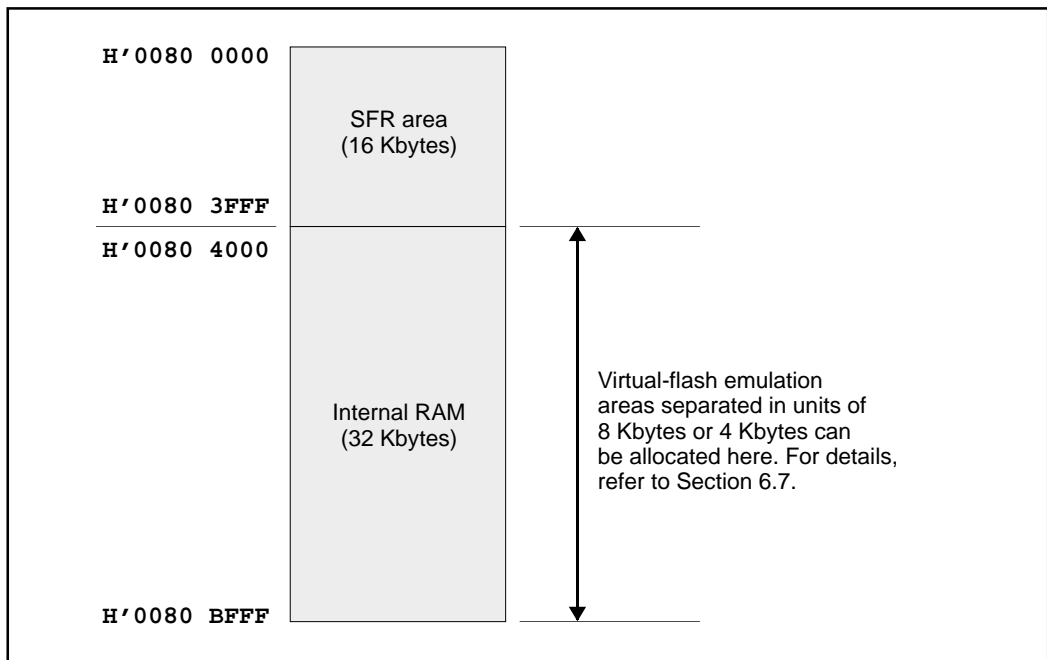 H'0080 0000
SFR area
(16 Kbytes)
H'0080 3FFF
H'0080 4000
Internal RAM
(32 Kbytes)
Virtual-flash emulation
areas separated in units of
8 Kbytes or 4 Kbytes can
be allocated here. For details,
refer to Section 6.7.
H'0080 BFFF